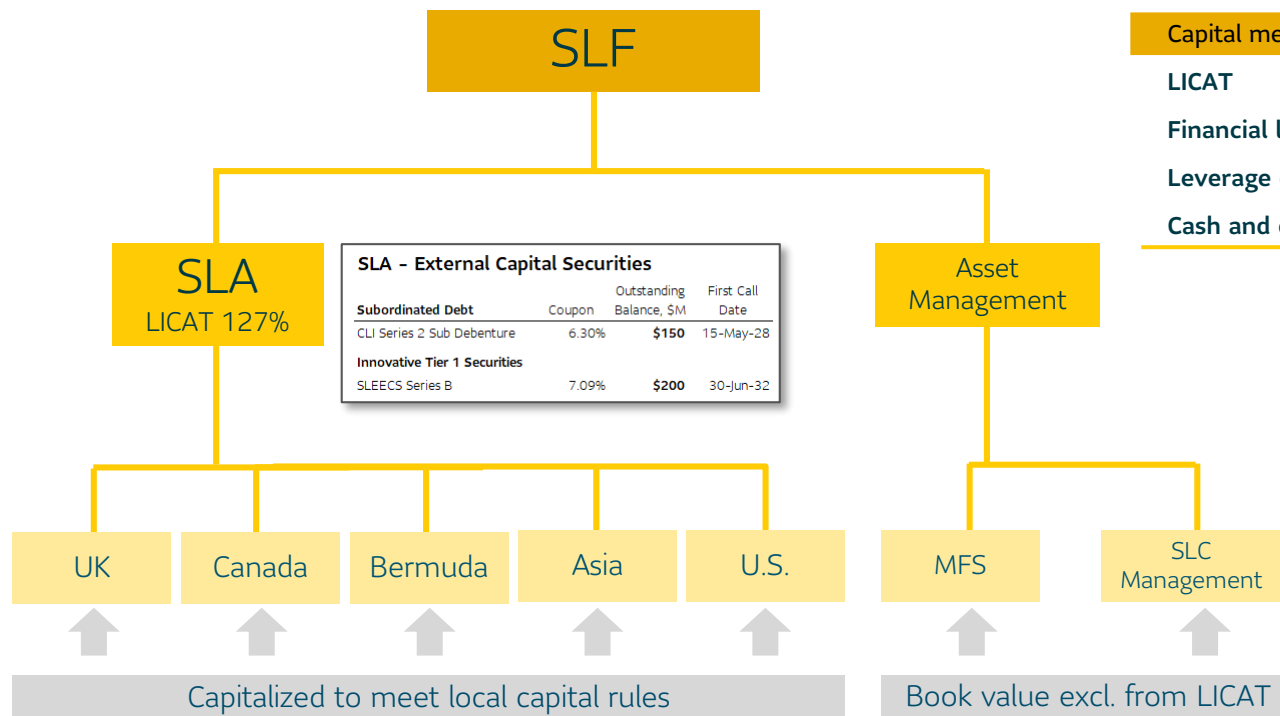 SLF
Capital me
LICAT
Financial l
Leverage
Cash and
SLA
LICAT 127%
SLA – External Capital Securities
Subordinated Debt Coupon Outstanding Balance, $M First Call Date
CLI Series 2 Sub Debenture 6.30% $150 15-May-28
Innovative Tier 1 Securities
SLEECS Series B 7.09% $200 30-Jun-32
Asset
Management
UK Canada Bermuda Asia U.S. MFS SLC Management
Capitalized to meet local capital rules
Book value excl. from LICAT